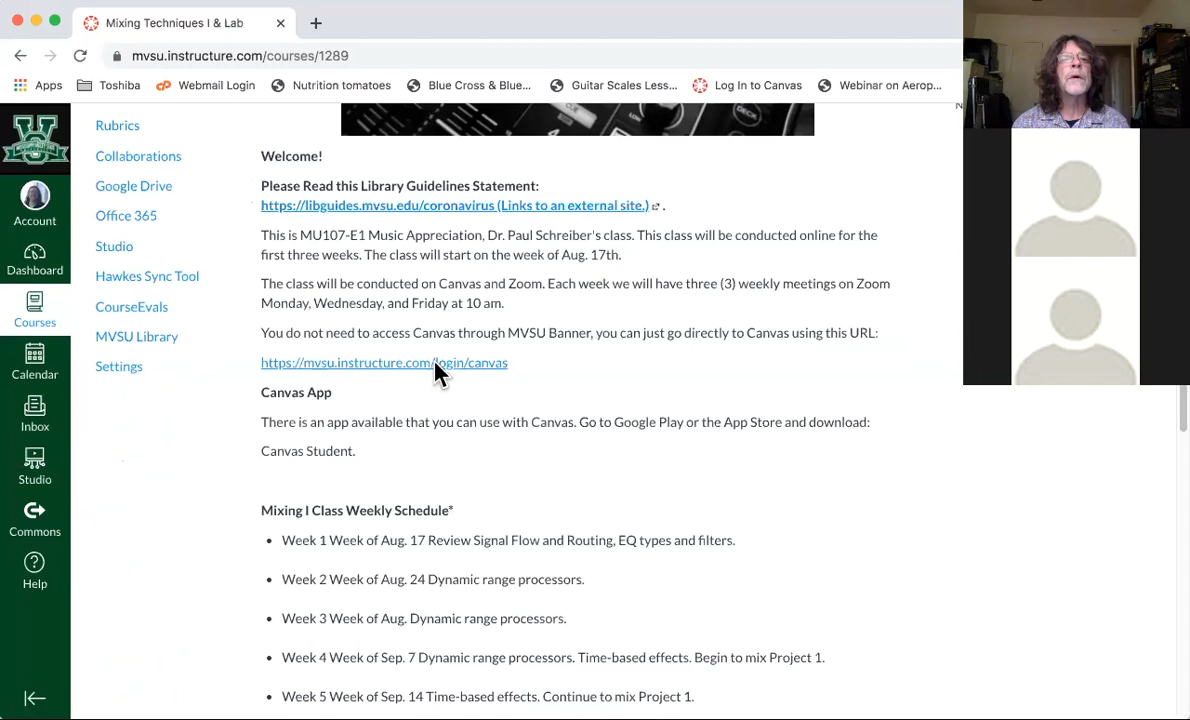 Mixing Techniques I & Lab
mvsu.instructure.com/courses/1289
Apps Toshiba Webmail Login Nutrition tomatoes Blue Cross & Blue... Guitar Scales Less... Log In to Canvas Webinar on Aerop...
CUE
LOW
DECK
N
Rubrics
Collaborations
Google Drive
Office 365
Studio
Hawkes Sync Tool
CourseEvals
MVSU Library
Settings
Account
Dashboard
Courses
Calendar
Inbox
Studio
Commons
Help
Welcome!
Please Read this Library Guidelines Statement:
https://libguides.mvsu.edu/coronavirus (Links to an external site.) .
This is MU107-E1 Music Appreciation, Dr. Paul Schreiber's class. This class will be conducted online for the
first three weeks. The class will start on the week of Aug. 17th.
The class will be conducted on Canvas and Zoom. Each week we will have three (3) weekly meetings on Zoom
Monday, Wednesday, and Friday at 10 am.
You do not need to access Canvas through MVSU Banner, you can just go directly to Canvas using this URL:
https://mvsu.instructure.com/login/canvas
Canvas App
There is an app available that you can use with Canvas. Go to Google Play or the App Store and download:
Canvas Student.
Mixing I Class Weekly Schedule*
• Week 1 Week of Aug. 17 Review Signal Flow and Routing, EQ types and filters.
• Week 2 Week of Aug. 24 Dynamic range processors.
• Week 3 Week of Aug. Dynamic range processors.
• Week 4 Week of Sep. 7 Dynamic range processors. Time-based effects. Begin to mix Project 1.
• Week 5 Week of Sep. 14 Time-based effects. Continue to mix Project 1.